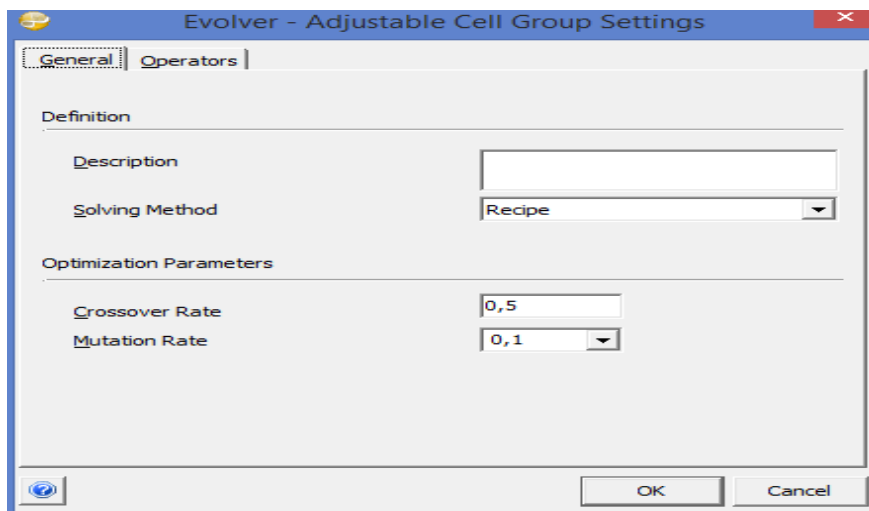 Evolver - Adjustable Cell Group Settings
General Operators
Definition
Description
Solving Method Recipe
Optimization Parameters
Crossover Rate 0,5
Mutation Rate 0,1
OK Cancel